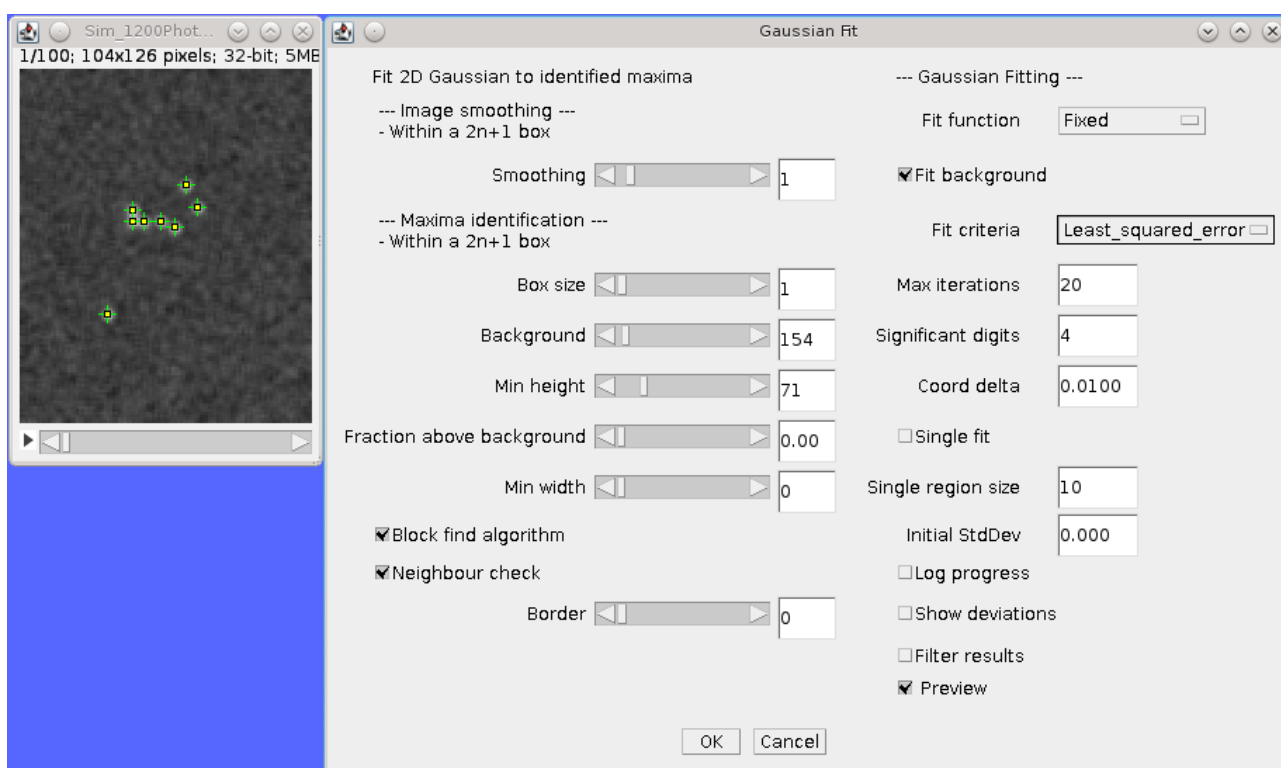 Sim_1200Phot...
1/100; 104x126 pixels; 32-bit; 5MB
Gaussian Fit
Fit 2D Gaussian to identified maxima
--- Image smoothing ---
- Within a 2n+1 box
Smoothing 1
--- Maxima identification ---
- Within a 2n+1 box
Box size 1
Background 154
Min height 71
Fraction above background 0.00
Min width 0
Block find algorithm
Neighbour check
Border 0
--- Gaussian Fitting ---
Fit function Fixed
Fit background
Fit criteria Least_squared_error
Max iterations 20
Significant digits 4
Coord delta 0.0100
Single fit
Single region size 10
Initial StdDev 0.000
Log progress
Show deviations
Filter results
Preview
OK Cancel